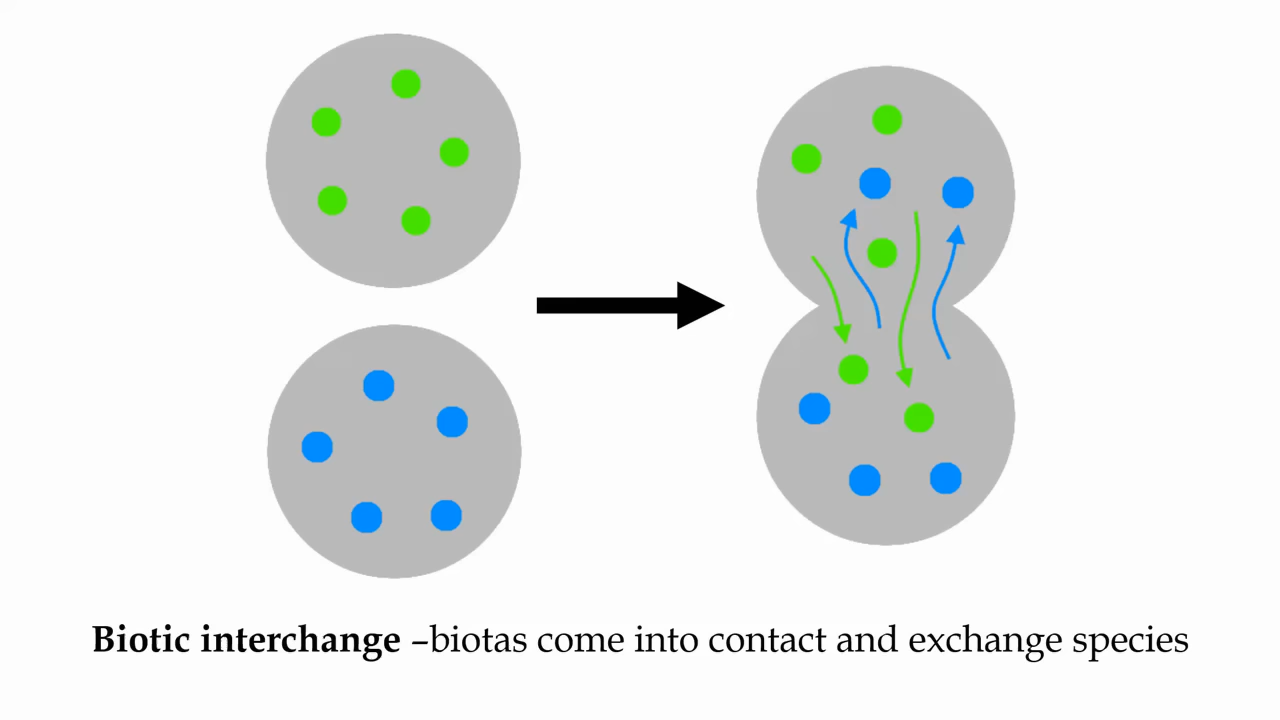 Biotic interchange –biotas come into contact and exchange species